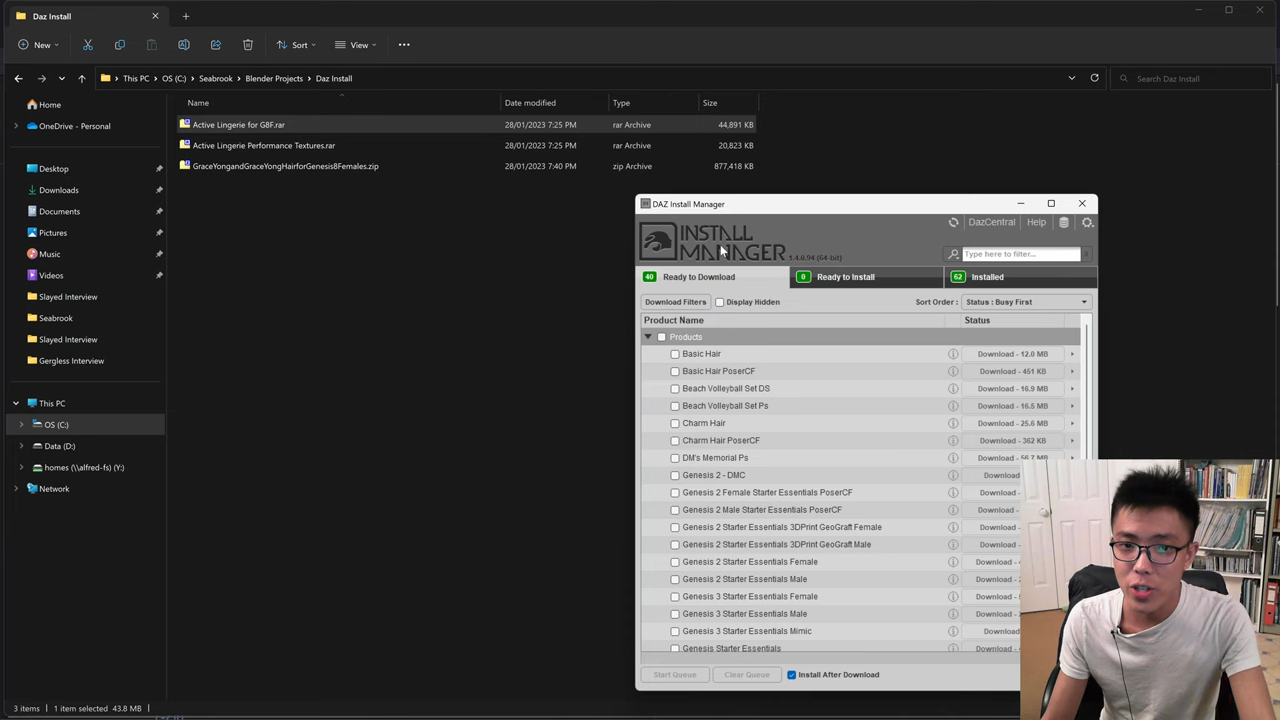 Daz Install
New
Sort
View
This PC
OS (C:)
Seabrook
Blender Projects
Daz Install
Search Daz Install
Name
Date modified
Type
Size
Home
OneDrive - Personal
Desktop
Downloads
Documents
Pictures
Music
Videos
Slayed Interview
Seabrook
Slayed Interview
Gergless Interview
This PC
OS (C:)
Data (D:)
homes (\\alfred-fs) (Y:)
Network
Active Lingerie for G8F.rar 28/01/2023 7:25 PM rar Archive 44,891 KB
Active Lingerie Performance Textures.rar 28/01/2023 7:25 PM rar Archive 20,823 KB
GraceYongandGraceYongHairforGenesis8Females.zip 28/01/2023 7:40 PM zip Archive 877,418 KB
DAZ Install Manager
INSTALL
MANAGER 1.4.0.94 (64-bit)
DazCentral Help
Type here to filter...
40 Ready to Download
0 Ready to Install
62 Installed
Download Filters Display Hidden Sort Order : Status : Busy First
Product Name Status
Products
Basic Hair Download - 12.0 MB
Basic Hair PoserCF Download - 451 KB
Beach Volleyball Set DS Download - 16.9 MB
Beach Volleyball Set Ps Download - 16.5 MB
Charm Hair Download - 25.6 MB
Charm Hair PoserCF Download - 362 KB
DM's Memorial Ps Download - 56.7 MB
Genesis 2 - DMC Download
Genesis 2 Female Starter Essentials PoserCF Download
Genesis 2 Male Starter Essentials PoserCF Download
Genesis 2 Starter Essentials 3DPrint GeoGraft Female Download
Genesis 2 Starter Essentials 3DPrint GeoGraft Male Download
Genesis 2 Starter Essentials Female Download -
Genesis 2 Starter Essentials Male Download -
Genesis 3 Starter Essentials Female Download -
Genesis 3 Starter Essentials Male Download -
Genesis 3 Starter Essentials Mimic Download
Genesis Starter Essentials Download -
Start Queue Clear Queue Install After Download
3 items 1 item selected 43.8 MB